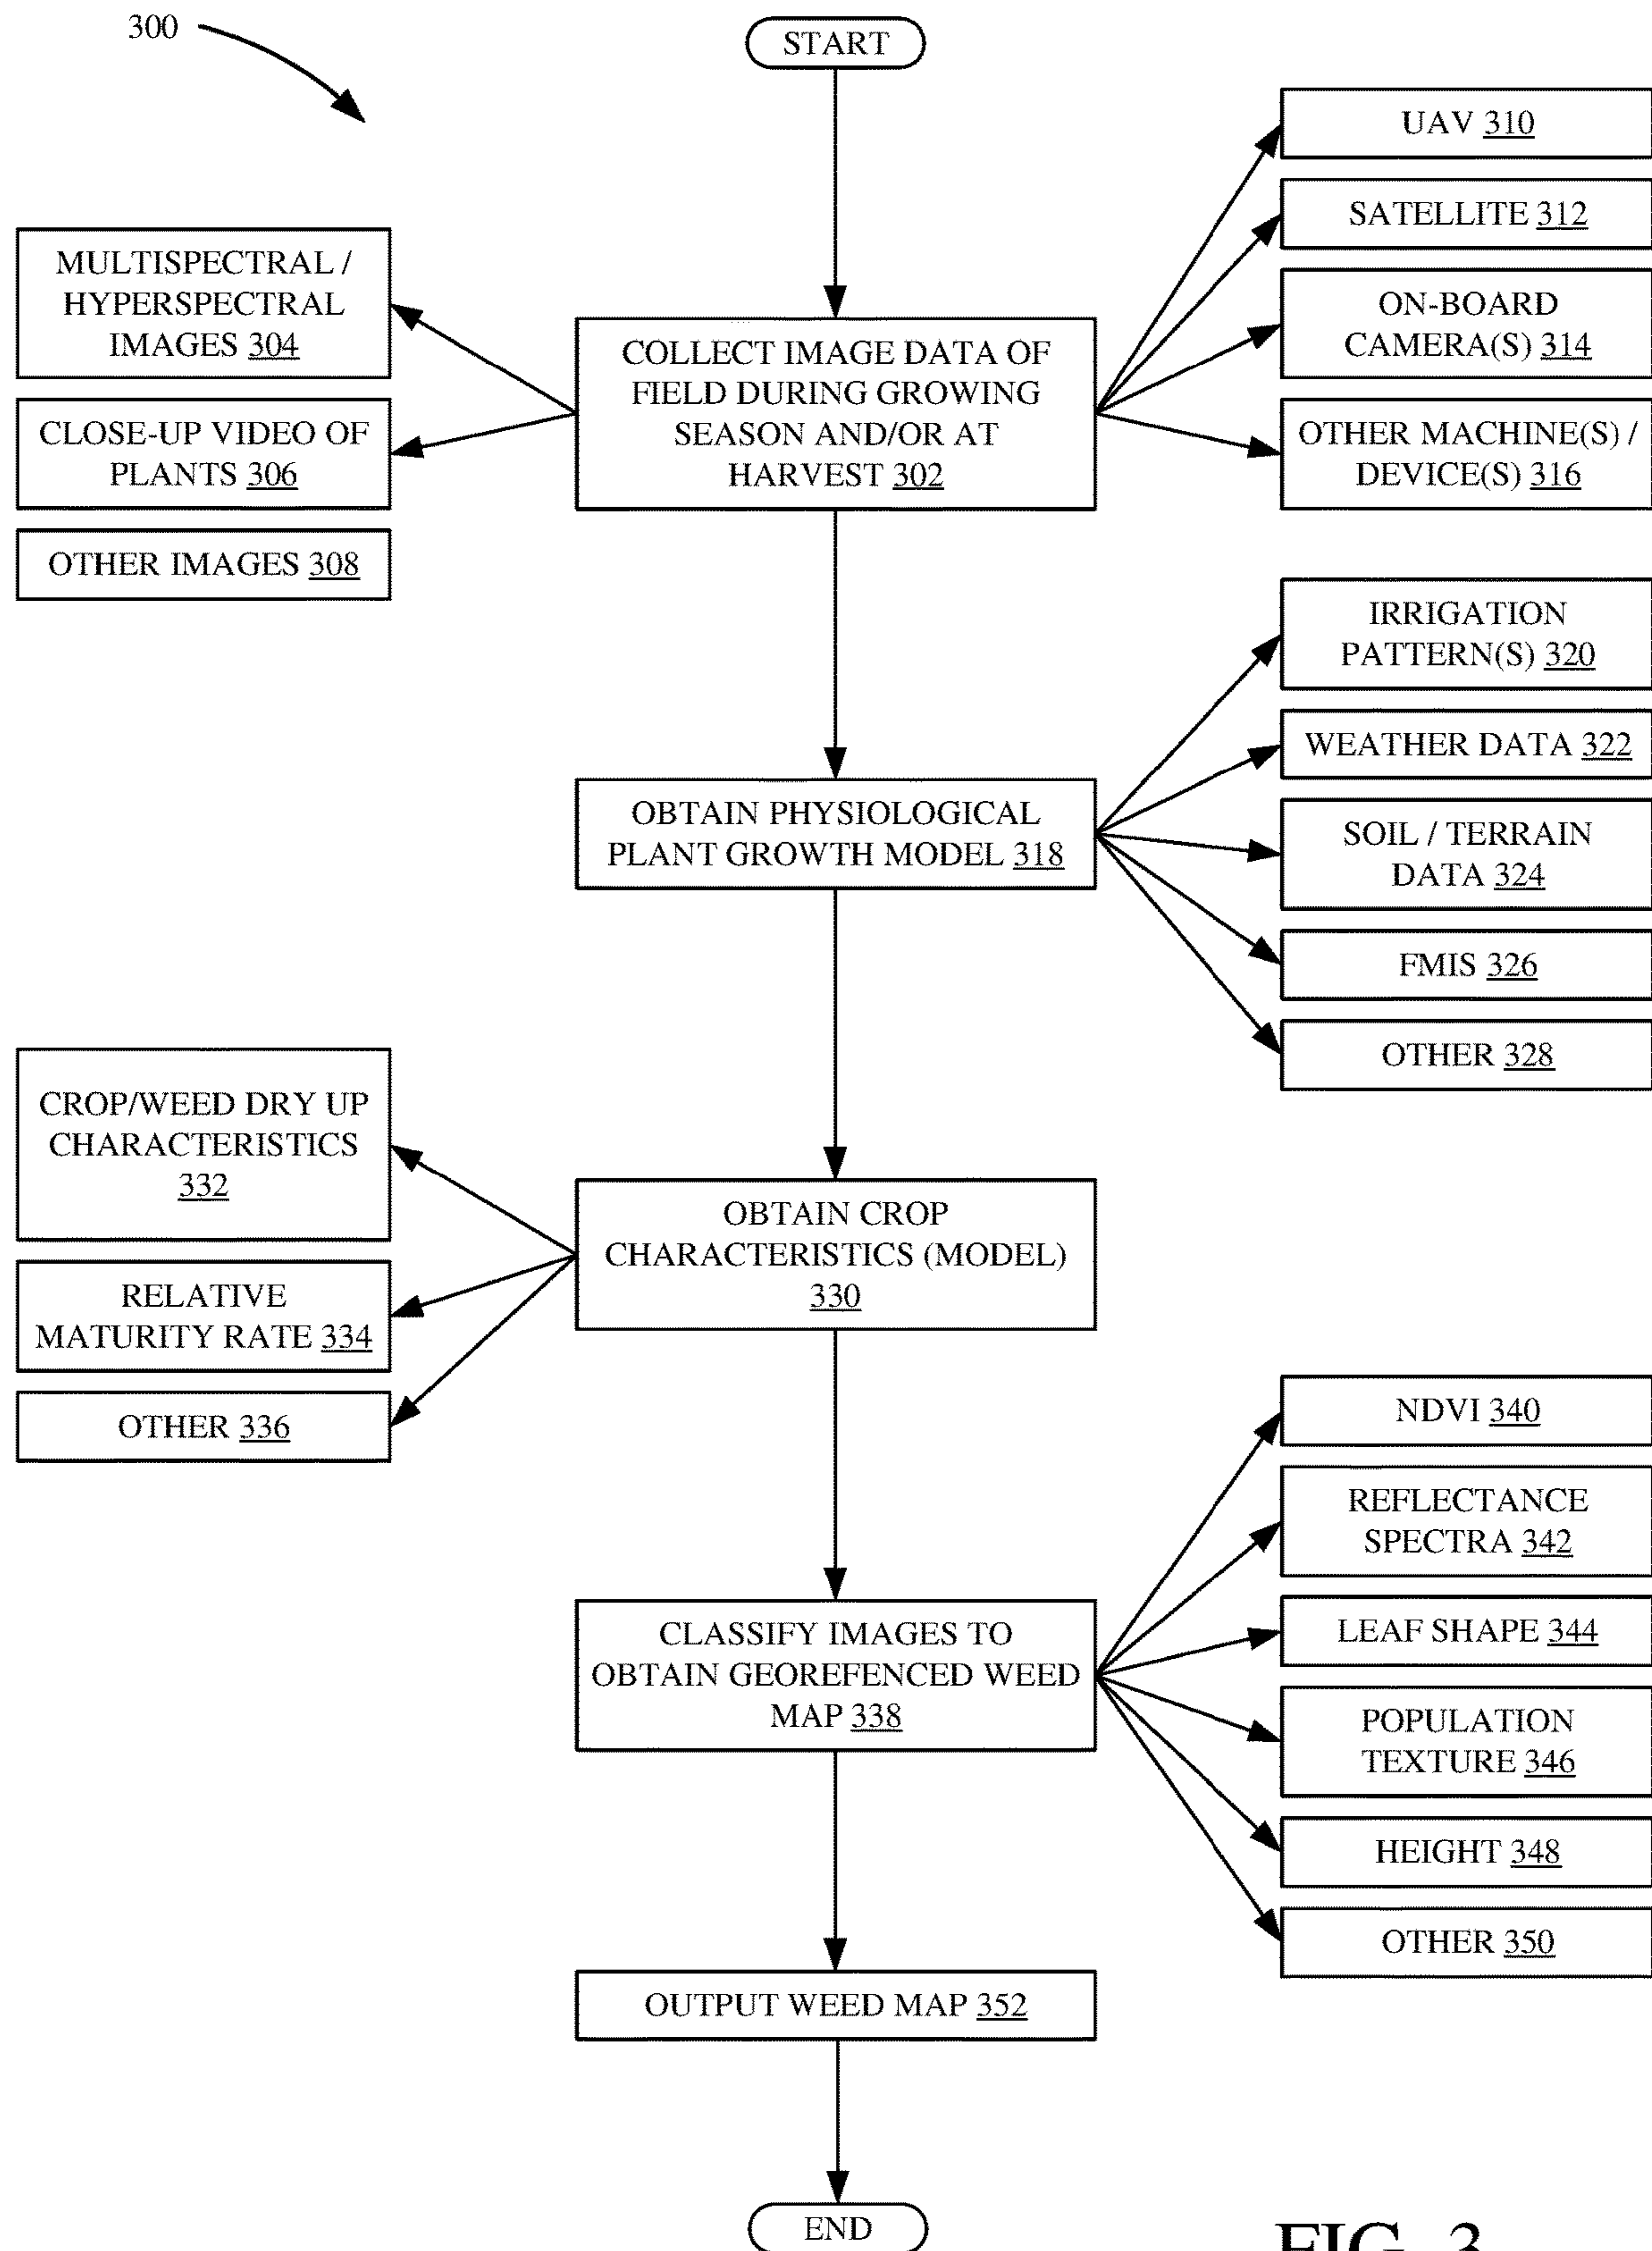 300
START
UAV 310
SATELLITE 312
ON-BOARD
CAMERA(S) 314
OTHER MACHINE(S) /
DEVICE(S) 316
MULTISPECTRAL /
HYPERSPECTRAL
IMAGES 304
CLOSE-UP VIDEO OF
PLANTS 306
OTHER IMAGES 308
COLLECT IMAGE DATA OF
FIELD DURING GROWING
SEASON AND/OR AT
HARVEST 302
IRRIGATION
PATTERN(S) 320
WEATHER DATA 322
SOIL / TERRAIN
DATA 324
FMIS 326
OTHER 328
OBTAIN PHYSIOLOGICAL
PLANT GROWTH MODEL 318
CROP/WEED DRY UP
CHARACTERISTICS
332
RELATIVE
MATURITY RATE 334
OTHER 336
OBTAIN CROP
CHARACTERISTICS (MODEL)
330
NDVI 340
REFLECTANCE
SPECTRA 342
LEAF SHAPE 344
POPULATION
TEXTURE 346
HEIGHT 348
OTHER 350
CLASSIFY IMAGES TO
OBTAIN GEOREFENCED WEED
MAP 338
OUTPUT WEED MAP 352
END
FIG. 3